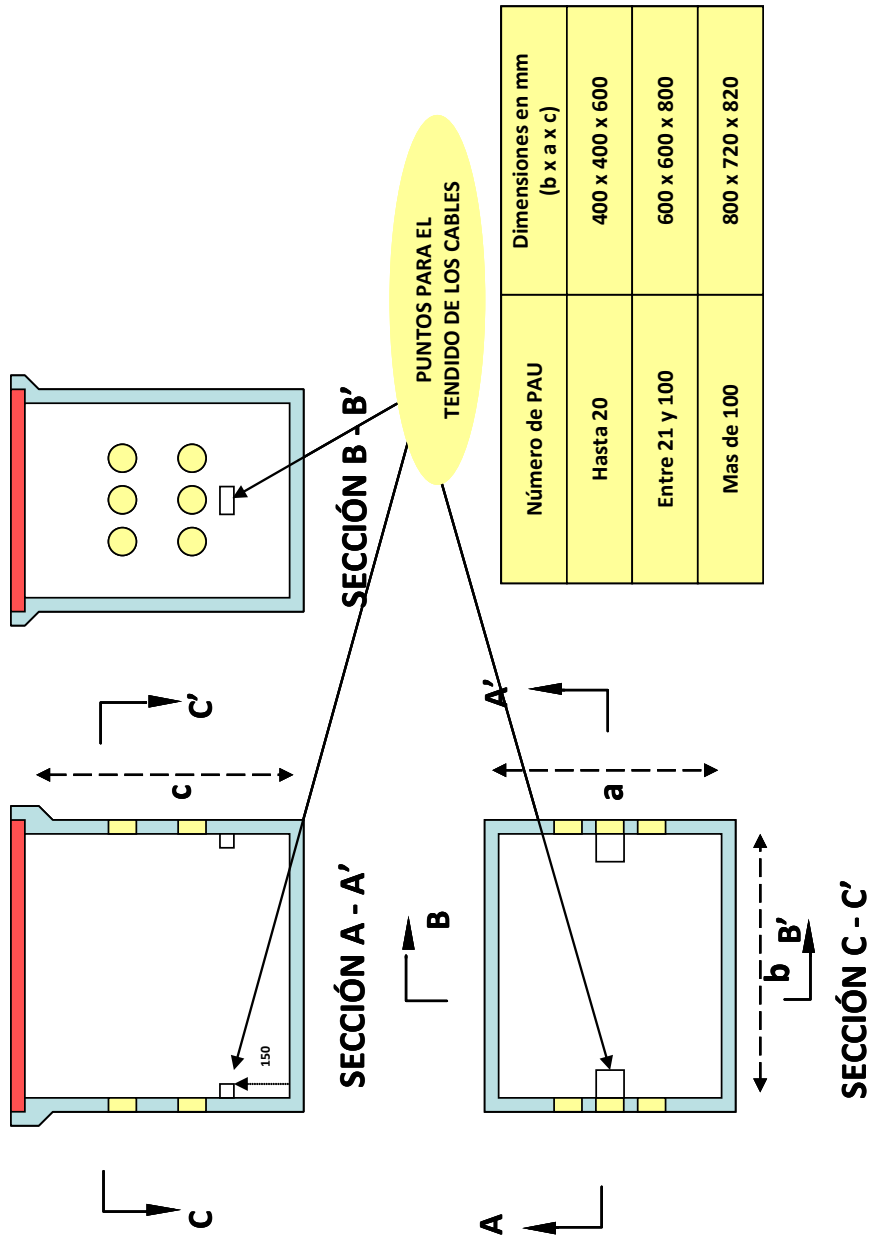 C
C'
c
150
SECCIÓN A - A'
SECCIÓN B - B'
B
A
A'
a
b
B'
SECCIÓN C - C'
PUNTOS PARA EL
TENDIDO DE LOS CABLES
Número de PAU
Dimensiones en mm
(b x a x c)
Hasta 20
400 x 400 x 600
Entre 21 y 100
600 x 600 x 800
Mas de 100
800 x 720 x 820